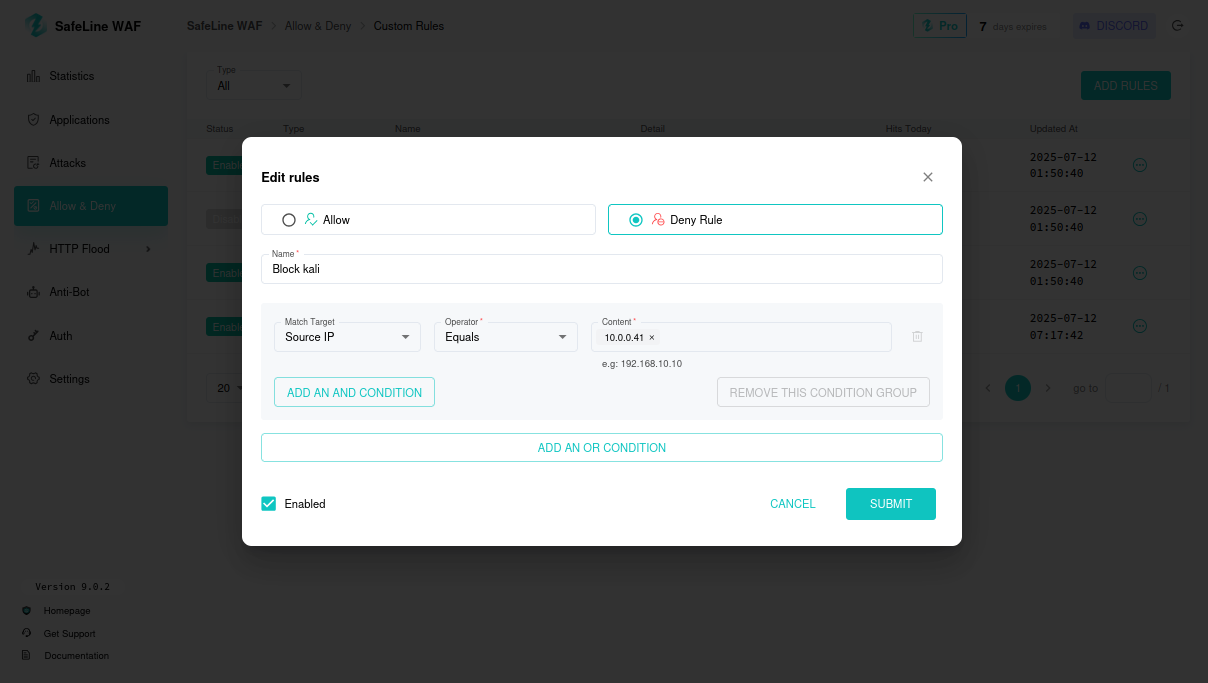 SafeLine WAF
SafeLine WAF > Allow & Deny > Custom Rules
Pro
7 days expires
DISCORD
Statistics
Applications
Attacks
Allow & Deny
HTTP Flood
Anti-Bot
Auth
Settings
Type
All
ADD RULES
Status Type Name Detail Hits Today Updated At
2025-07-12
01:50:40
2025-07-12
01:50:40
2025-07-12
01:50:40
2025-07-12
07:17:42
20
1
go to
/ 1
Edit rules
Allow
Deny Rule
Name *
Block kali
Match Target
Source IP
Operator *
Equals
Content *
10.0.0.41 ×
e.g: 192.168.10.10
ADD AN AND CONDITION
REMOVE THIS CONDITION GROUP
ADD AN OR CONDITION
Enabled
CANCEL
SUBMIT
Version 9.0.2
Homepage
Get Support
Documentation